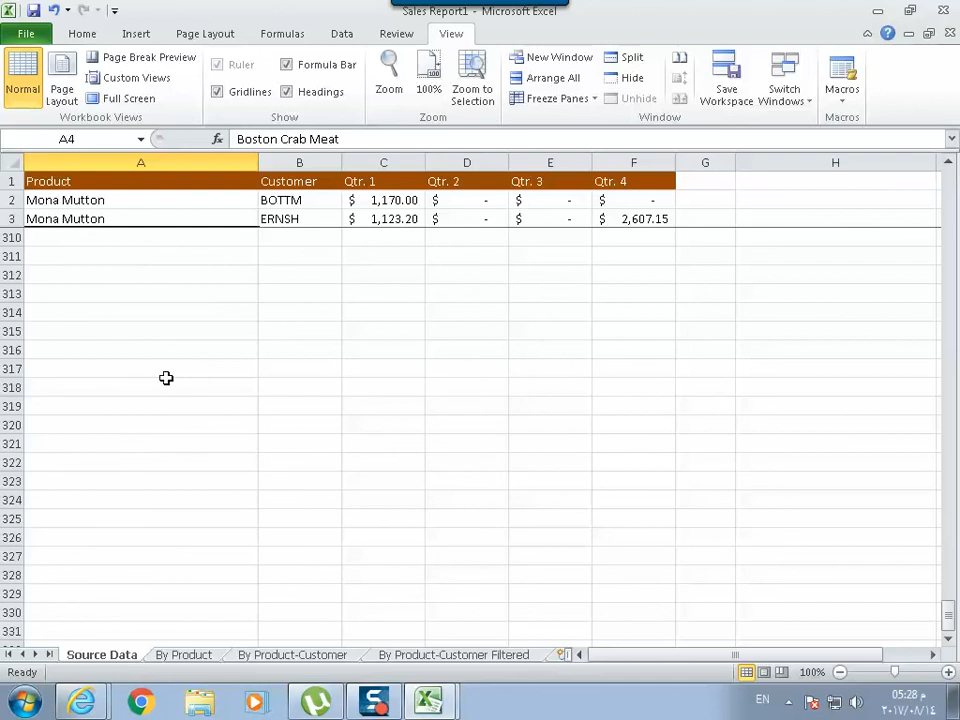 Sales Report1 - Microsoft Excel
File Home Insert Page Layout Formulas Data Review View
Normal
Page Layout
Page Break Preview
Custom Views
Full Screen
Workbook Views
Ruler
Formula Bar
Gridlines
Headings
Show
Zoom
100
100%
Zoom to Selection
Zoom
New Window
Arrange All
Freeze Panes
Split
Hide
Unhide
Save Workspace
Switch Windows
Window
Macros
Macros
A4 fx Boston Crab Meat
A B C D E F G H
1 Product Customer Qtr. 1 Qtr. 2 Qtr. 3 Qtr. 4
2 Mona Mutton BOTTM $ 1,170.00 $ - $ - $ -
3 Mona Mutton ERNSH $ 1,123.20 $ - $ - $ 2,607.15
310
311
312
313
314
315
316
317
318
319
320
321
322
323
324
325
326
327
328
329
330
331
Source Data By Product By Product-Customer By Product-Customer Filtered
Ready 100%
EN
05:28 م
٢٠١٧/٠٨/١٤